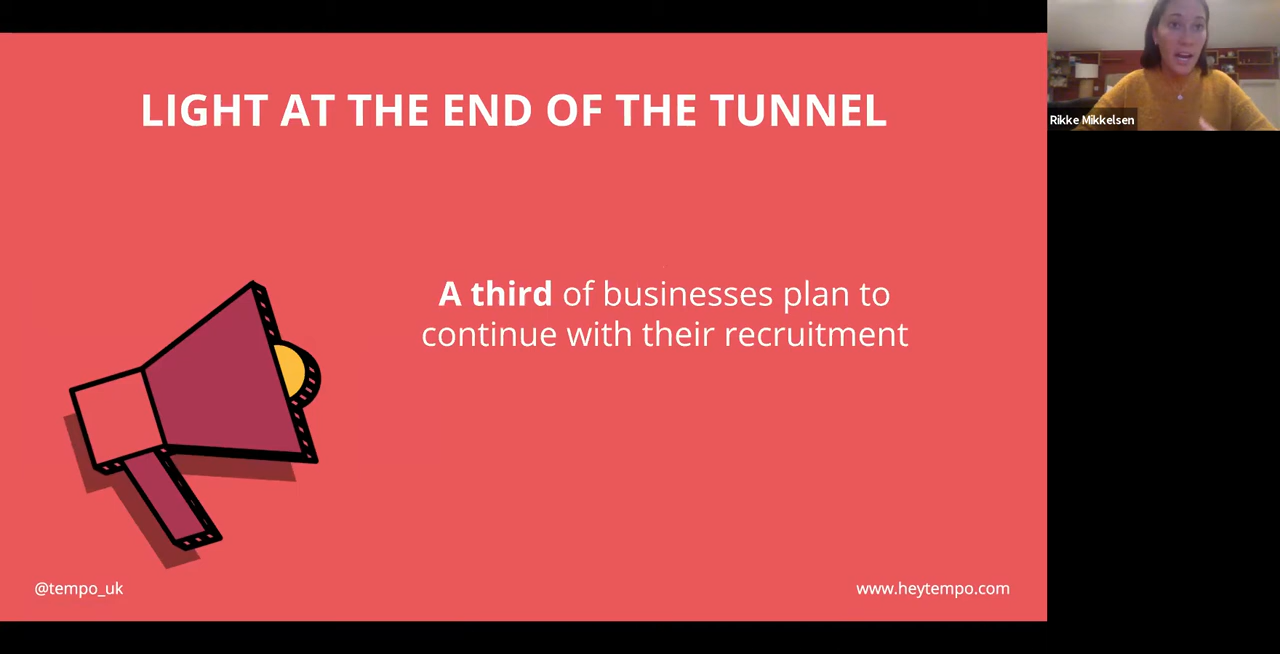 LIGHT AT THE END OF THE TUNNEL
Rikke Mikkelsen
A third of businesses plan to
continue with their recruitment
@tempo_uk
www.heytempo.com